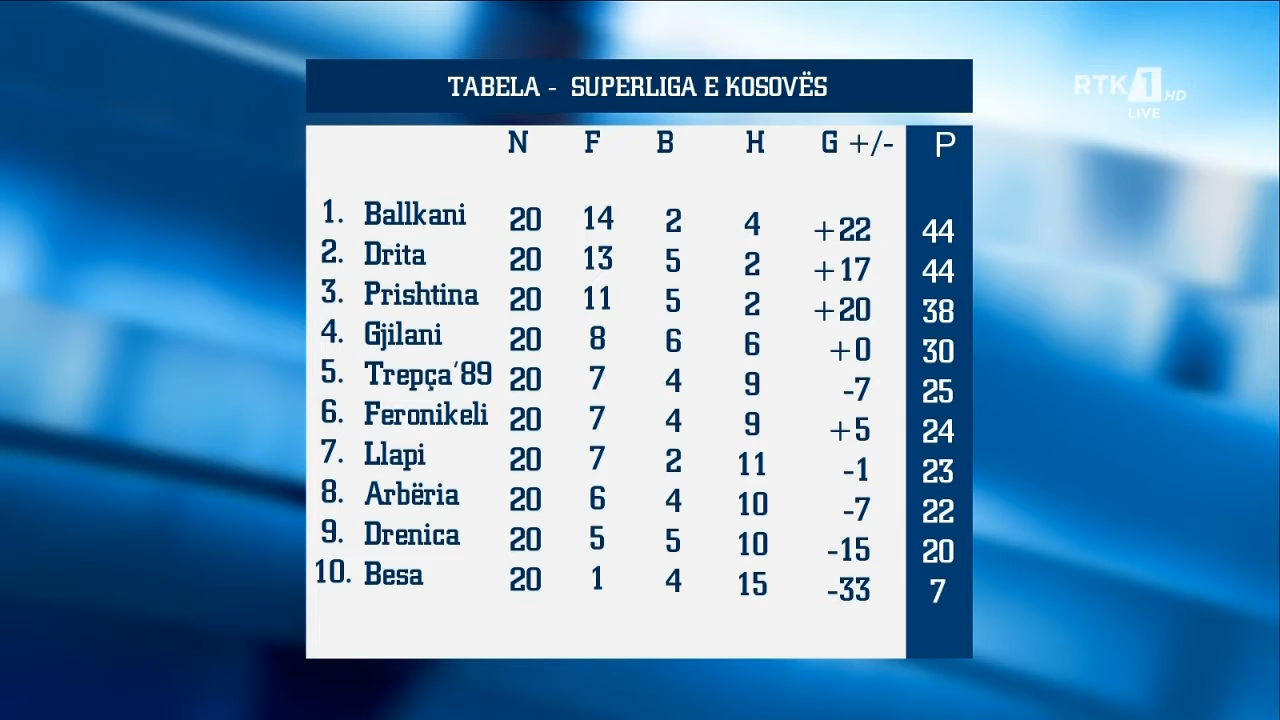 TABELA - SUPERLIGA E KOSOVËS
RTK 1 HD
LIVE
N F B H G +/- P
1. Ballkani 20 14 2 4 +22 44
2. Drita 20 13 5 2 +17 44
3. Prishtina 20 11 5 2 +20 38
4. Gjilani 20 8 6 6 +0 30
5. Trepça'89 20 7 4 9 -7 25
6. Feronikeli 20 7 4 9 +5 24
7. Llapi 20 7 2 11 -1 23
8. Arbëria 20 6 4 10 -7 22
9. Drenica 20 5 5 10 -15 20
10. Besa 20 1 4 15 -33 7